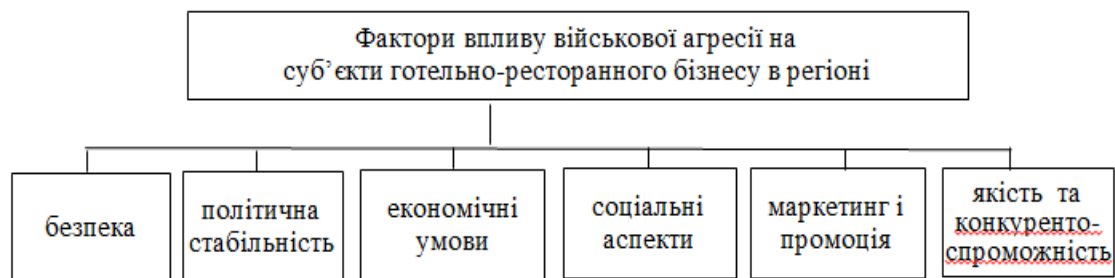 Фактори впливу військової агресії на
суб’єкти готельно-ресторанного бізнесу в регіоні
безпека
політична
стабільність
економічні
умови
соціальні
аспекти
маркетинг і
промоція
якість та
конкуренто-
спроможність